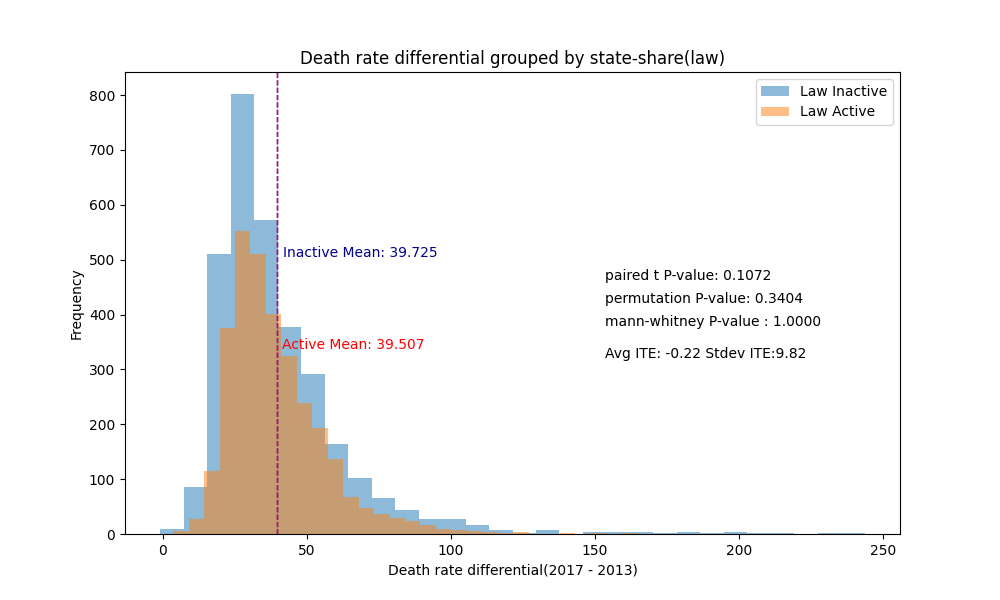 Death rate differential grouped by state-share(law)
Law Inactive
Law Active
800
700
600
500
400
300
200
100
0
Frequency
Inactive Mean: 39.725
Active Mean: 39.507
paired t P-value: 0.1072
permutation P-value: 0.3404
mann-whitney P-value : 1.0000
Avg ITE: -0.22 Stdev ITE:9.82
0 50 100 150 200 250
Death rate differential(2017 - 2013)